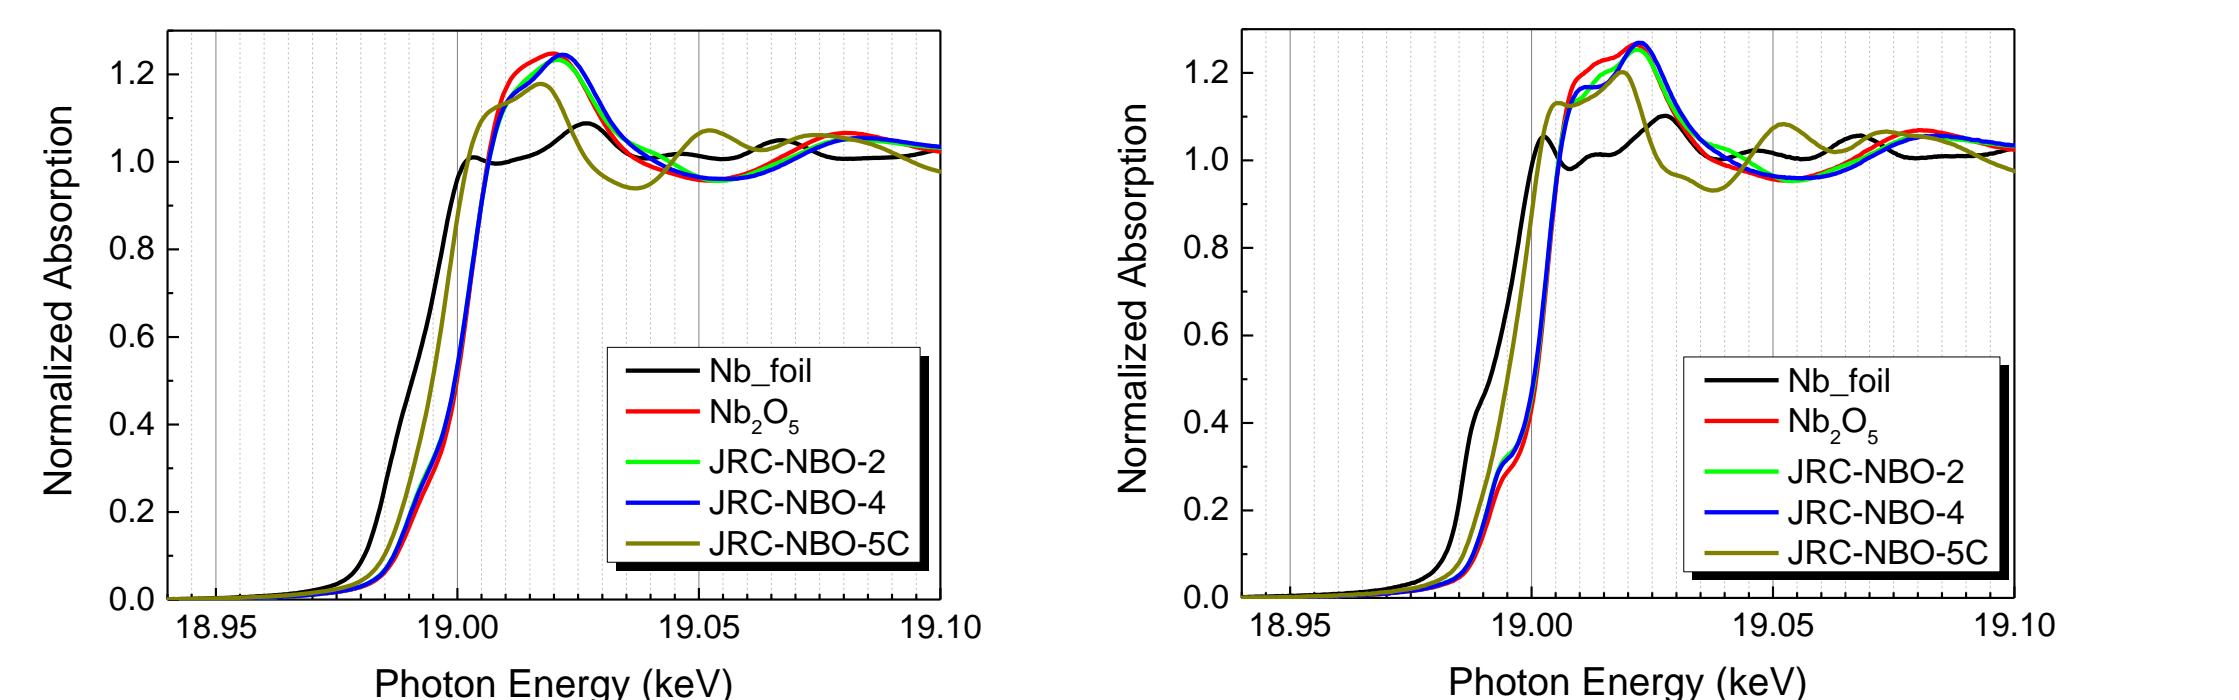 Normalized Absorption
1.2
1.0
0.8
0.6
0.4
0.2
0.0
Nb_foil
Nb2O5
JRC-NBO-2
JRC-NBO-4
JRC-NBO-5C
18.95 19.00 19.05 19.10
Photon Energy (keV)
Normalized Absorption
1.2
1.0
0.8
0.6
0.4
0.2
0.0
Nb_foil
Nb2O5
JRC-NBO-2
JRC-NBO-4
JRC-NBO-5C
18.95 19.00 19.05 19.10
Photon Energy (keV)